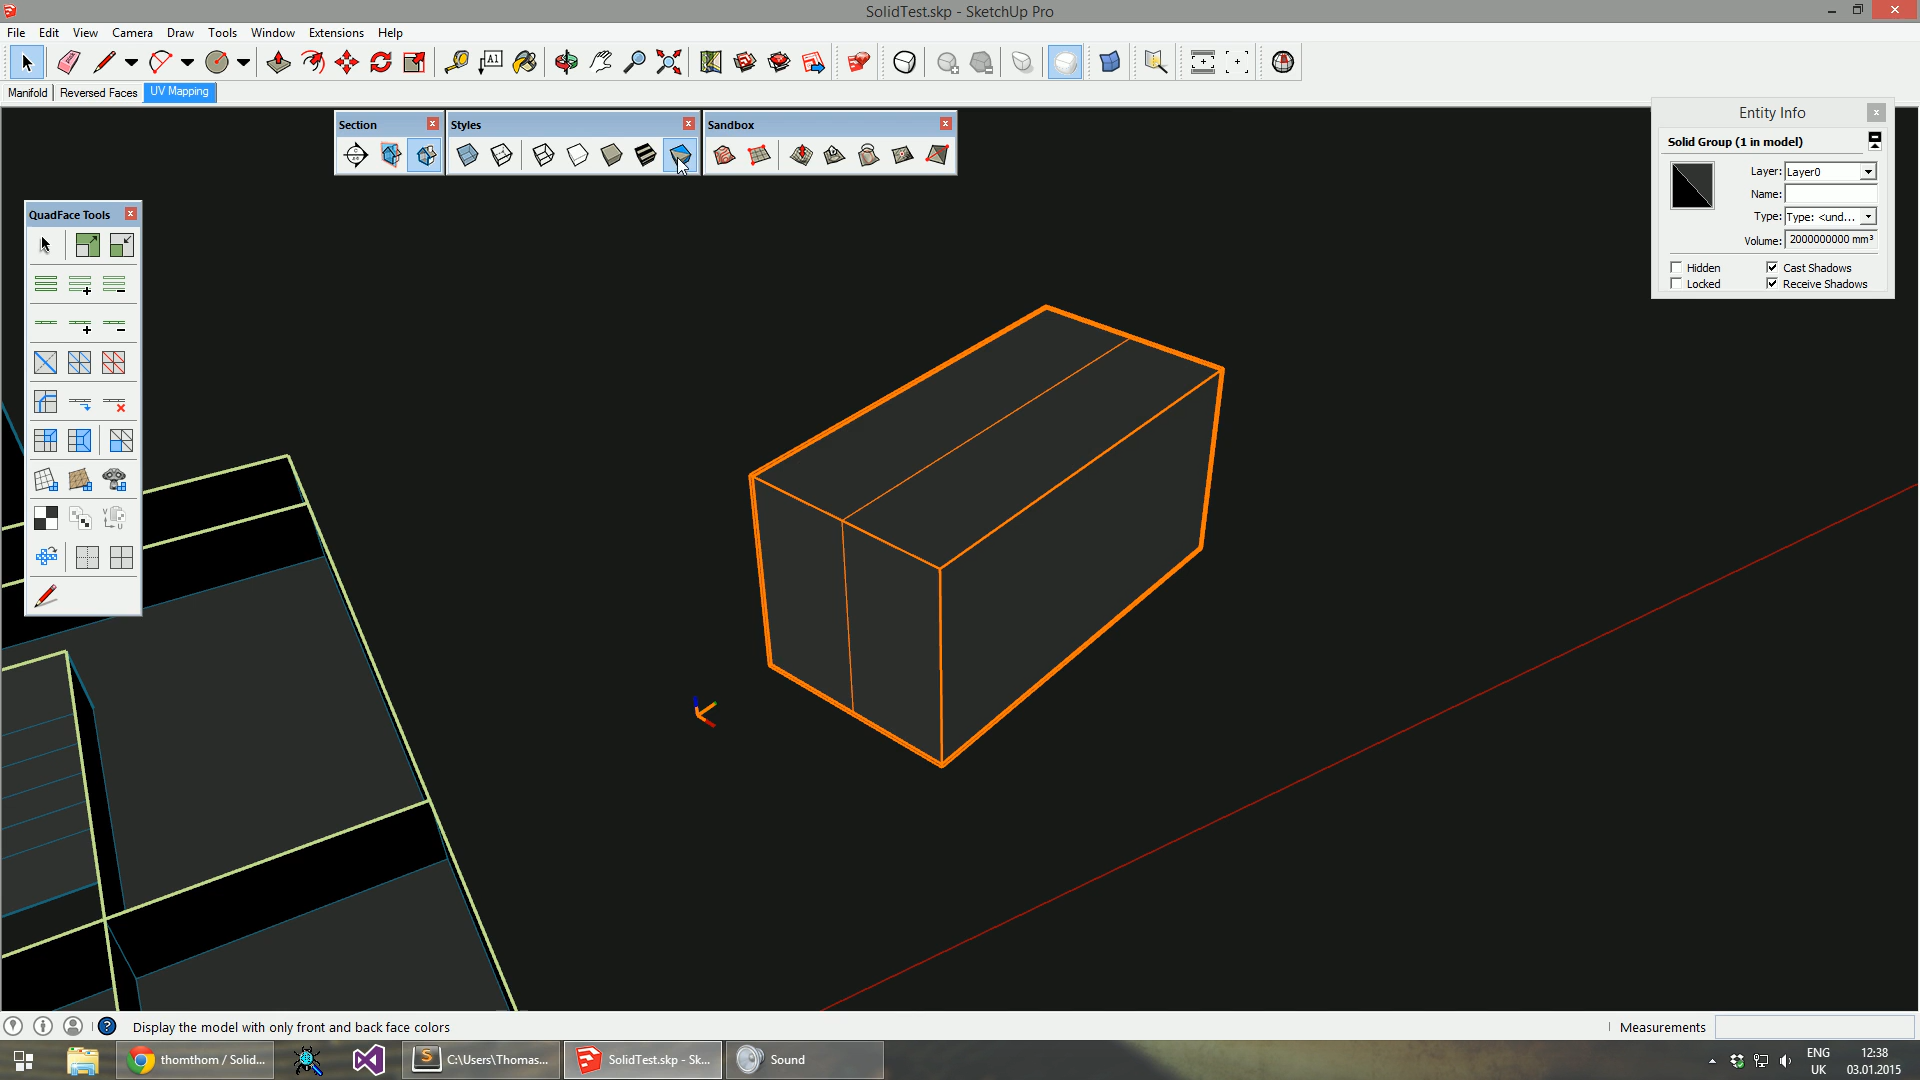 SolidTest.skp - SketchUp Pro
File Edit View Camera Draw Tools Window Extensions Help
A1
Manifold Reversed Faces UV Mapping
Section
Styles
Sandbox
QuadFace Tools
Entity Info
Solid Group (1 in model)
Layer: Layer0
Name:
Type: Type: <und...
Volume: 2000000000 mm³
Hidden Cast Shadows
Locked Receive Shadows
Display the model with only front and back face colors
Measurements
thomthom / Solid...
C:\Users\Thomas...
SolidTest.skp - Sk...
Sound
ENG
UK
12:38
03.01.2015